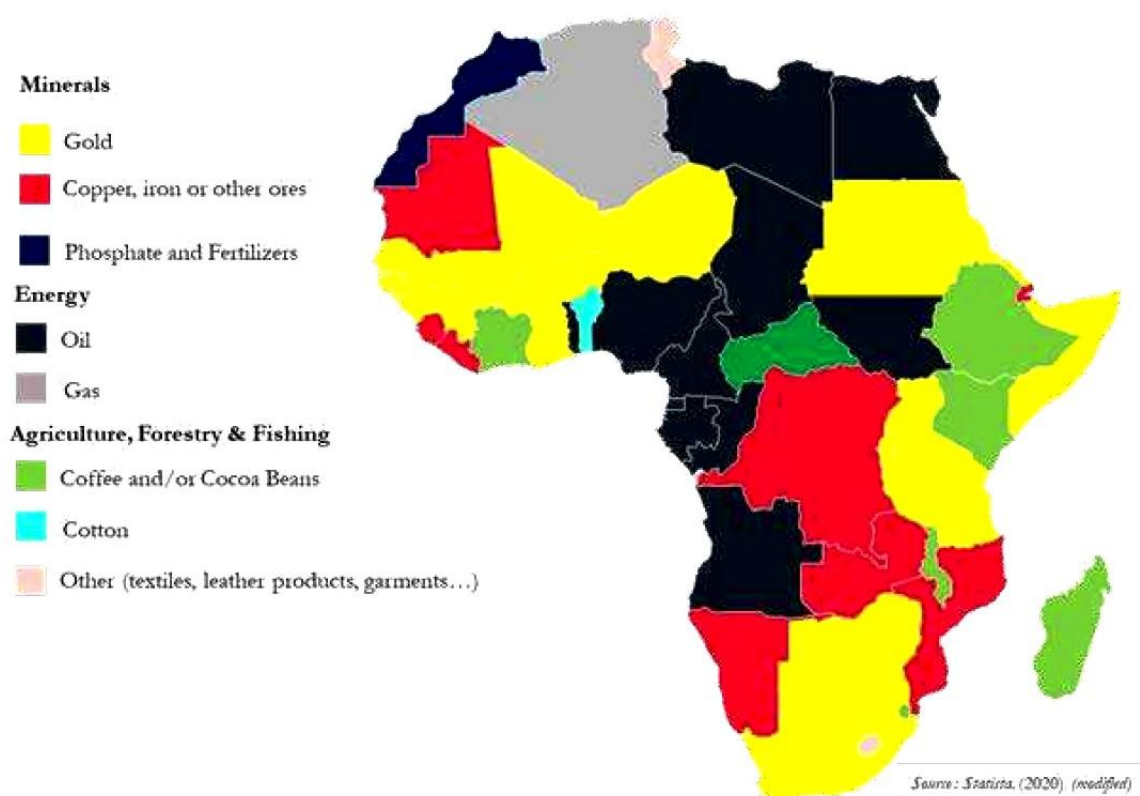 Minerals
Gold
Copper, iron or other ores
Phosphate and Fertilizers
Energy
Oil
Gas
Agriculture, Forestry & Fishing
Coffee and/or Cocoa Beans
Cotton
Other (textiles, leather products, garments…)
Source: Statista, (2020). (modified)